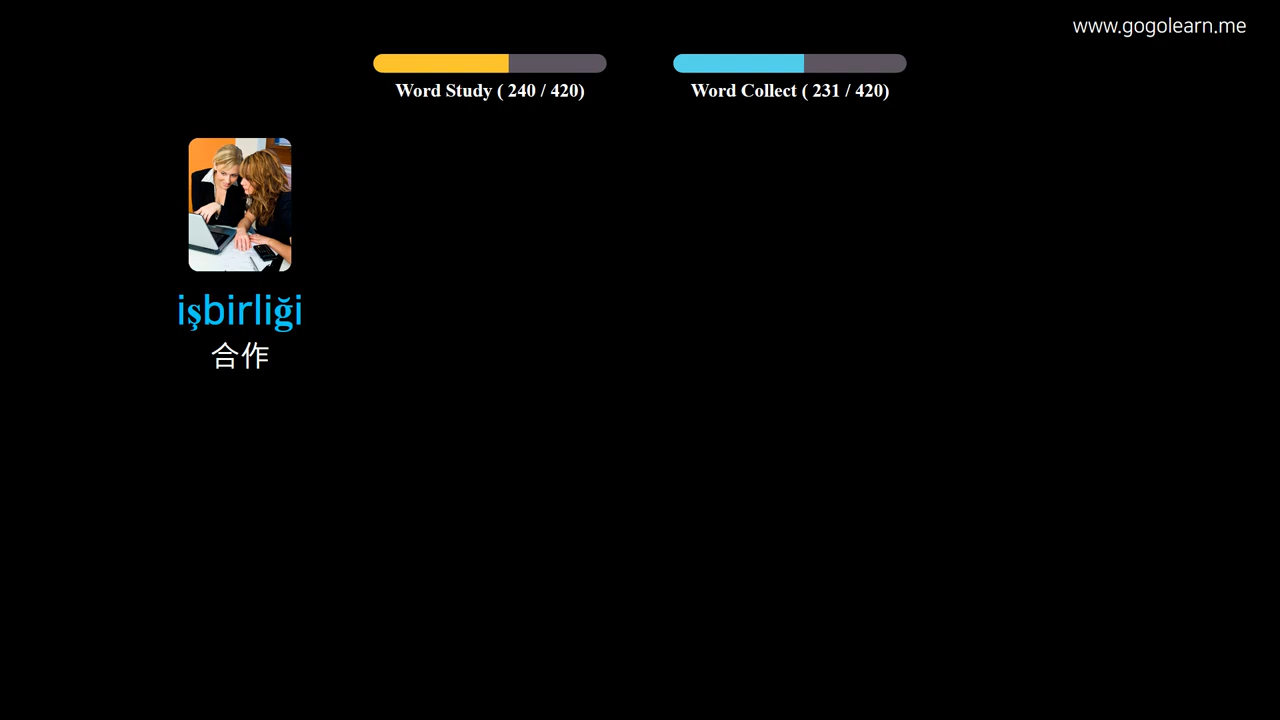 www.gogolearn.me
Word Study ( 240 / 420)
Word Collect ( 231 / 420)
işbirliği
合作